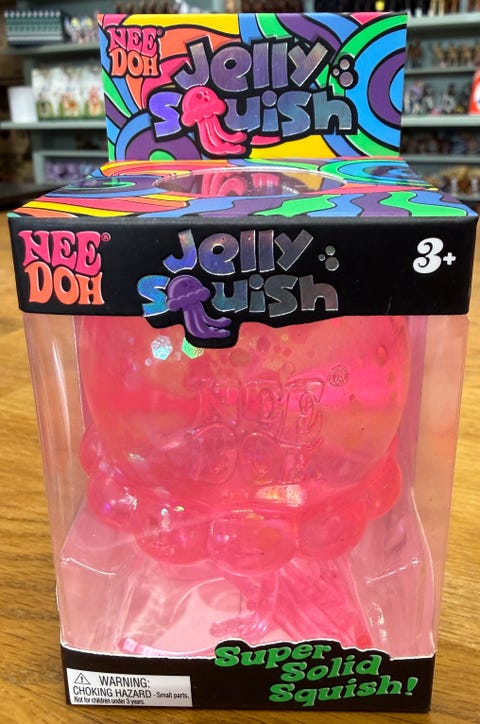 NEE
DOH
Jelly
Squish
NEE®
DOH
Jelly
Squish
3+
NEE®
DOH
Super
Solid
Squish!
WARNING:
CHOKING HAZARD - Small parts.
Not for children under 3 years.